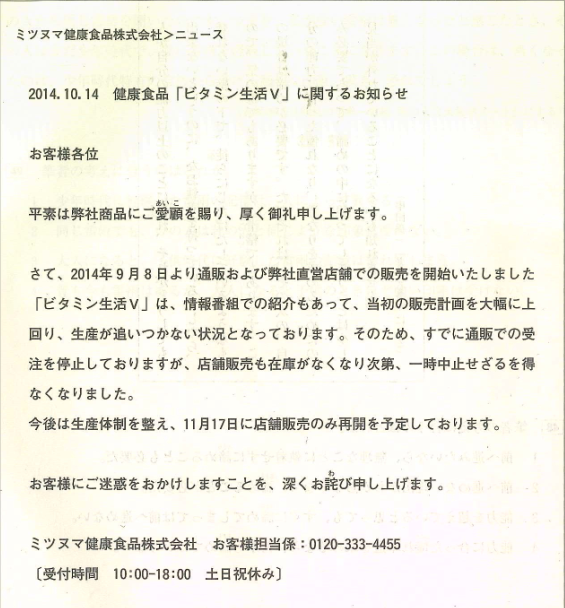 ミツヌマ健康食品株式会社>ニュース
2014.10.14　健康食品「ビタミン生活Ｖ」に関するお知らせ
お客様各位
平素は弊社商品にご愛顧を賜り、厚く御礼申し上げます。
さて、2014年９月８日より通販および弊社直営店舗での販売を開始いたしました
「ビタミン生活Ｖ」は、情報番組での紹介もあって、当初の販売計画を大幅に上
回り、生産が追いつかない状況となっております。そのため、すでに通販での受
注を停止しておりますが、店舗販売も在庫がなくなり次第、一時中止せざるを得
なくなりました。
今後は生産体制を整え、11月17日に店舗販売のみ再開を予定しております。
お客様にご迷惑をおかけしますことを、深くお詫び申し上げます。
ミツヌマ健康食品株式会社　お客様担当係：0120-333-4455
〔受付時間　10:00-18:00　土日祝休み〕